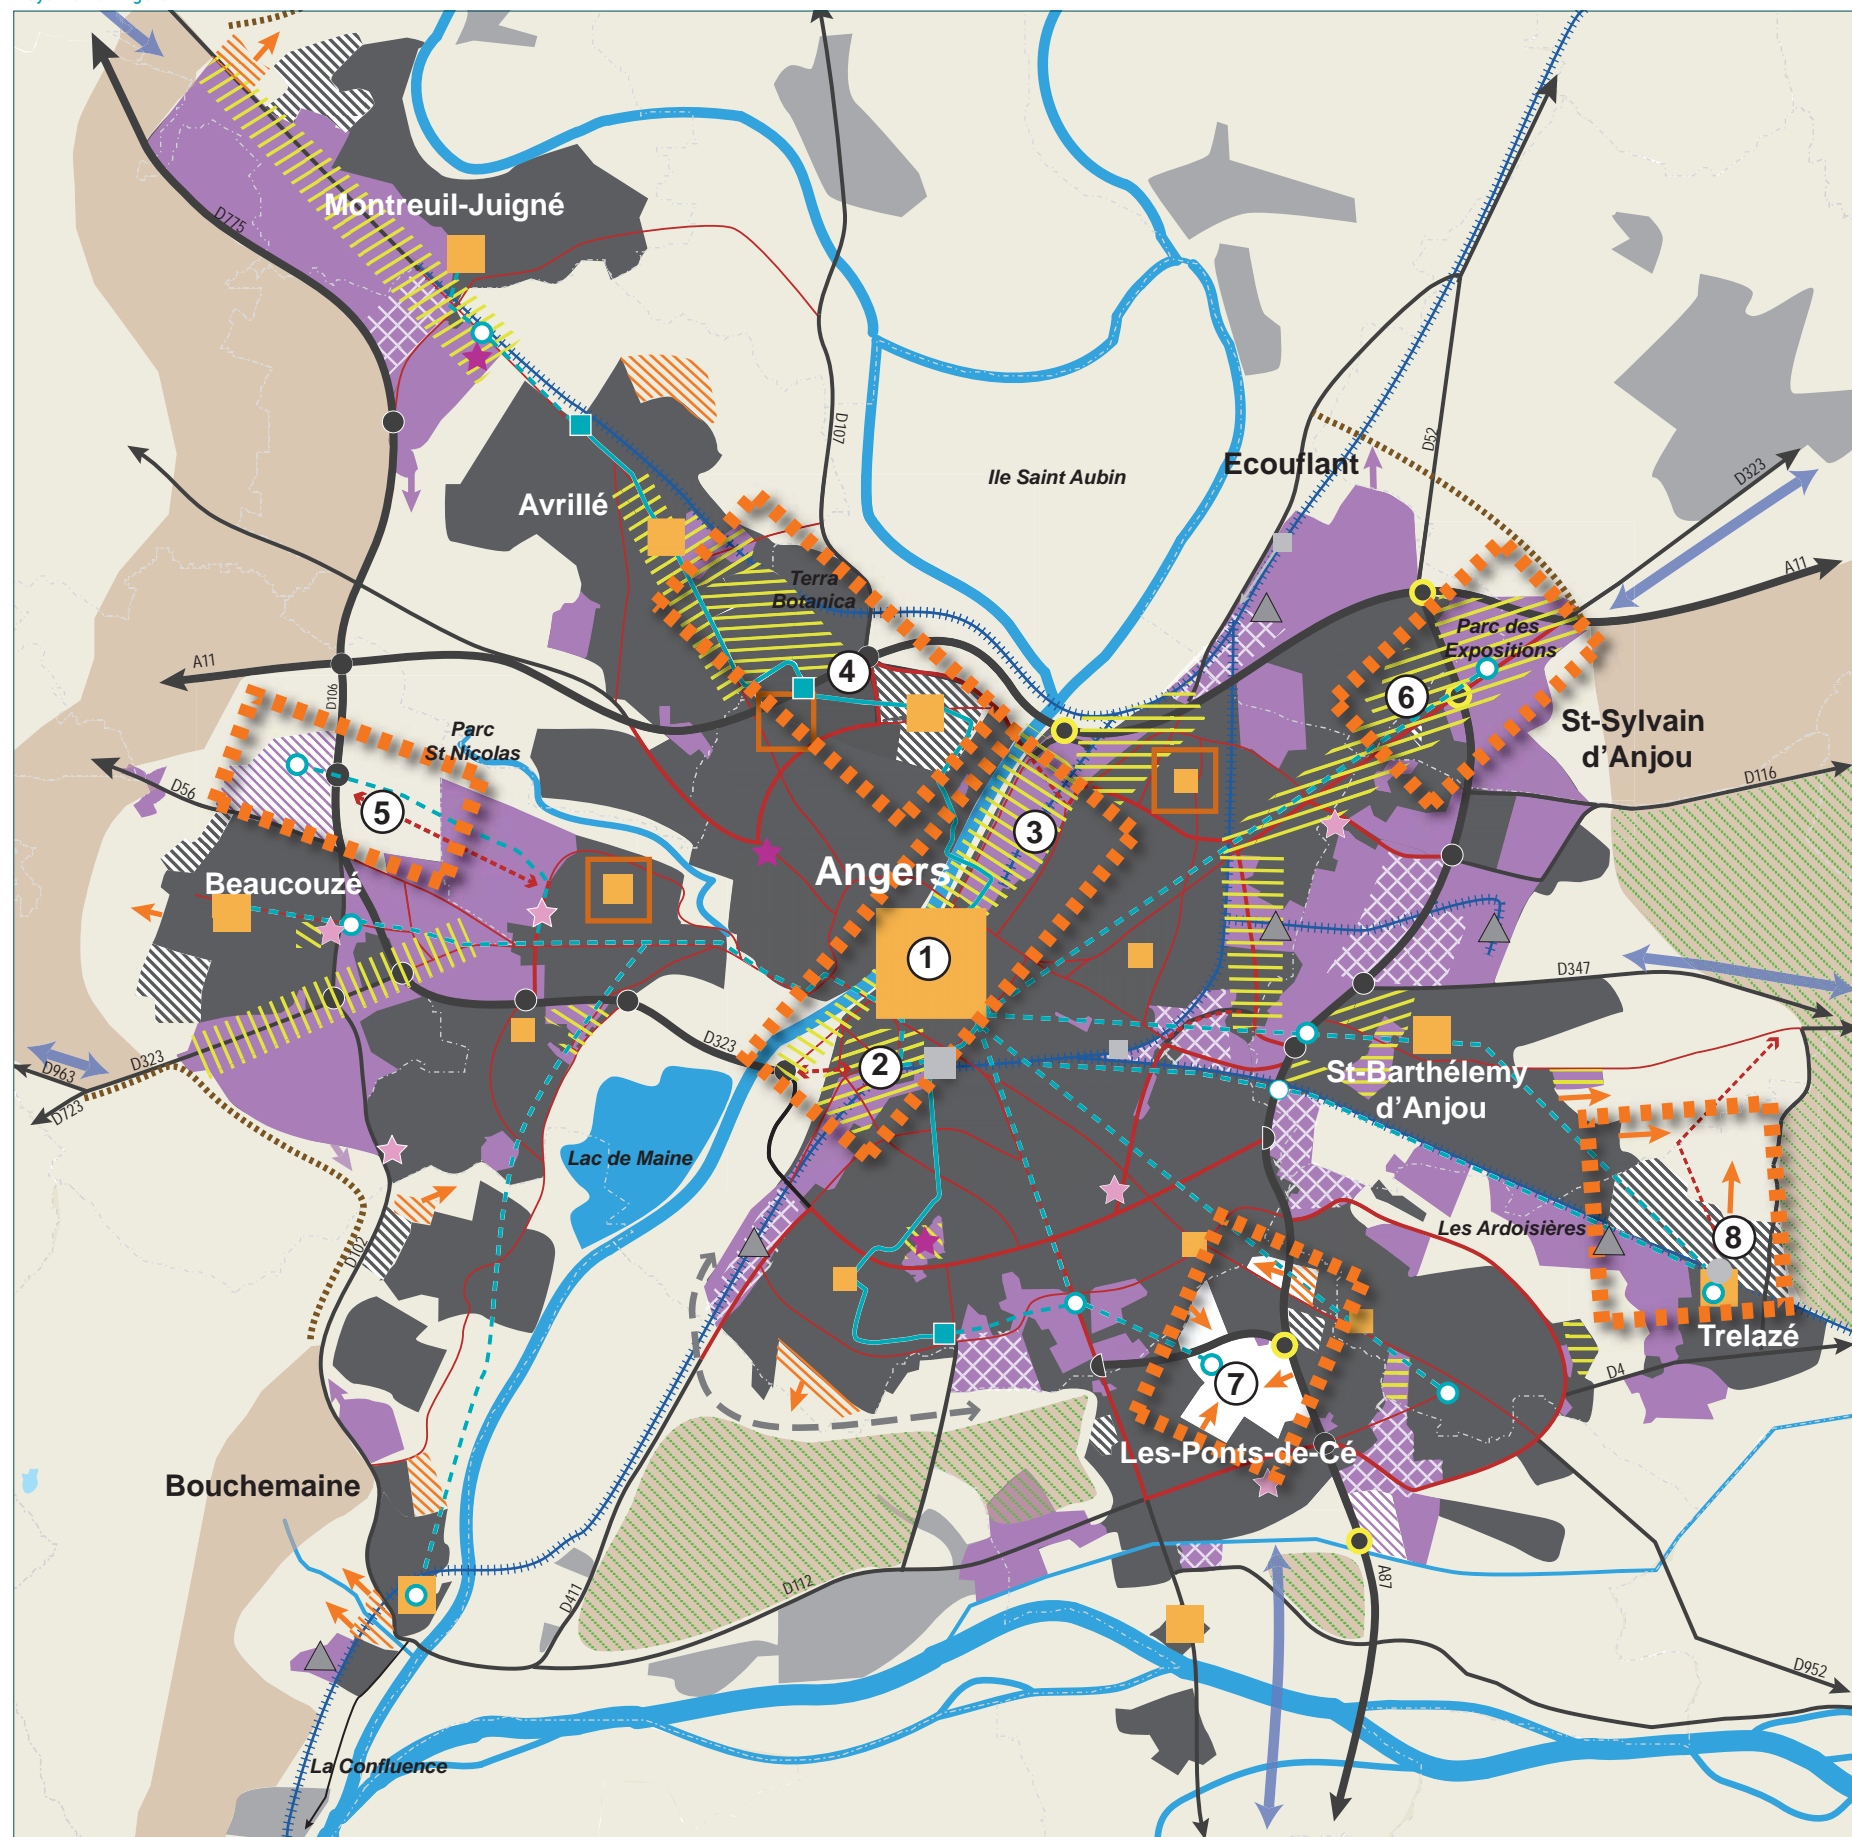 Montreuil-Juigné
D775
D107
Ile Saint Aubin
Ecouflant
D52
D323
Avrillé
Terra
Botanica
A11
Parc des
Expositions
A11
4
6
D106
Parc
St Nicolas
St-Sylvain
d'Anjou
D56
5
3
D116
Beaucouzé
Angers
1
D347
D323
2
D323
D963
D723
St-Barthélemy
d'Anjou
Lac de Maine
Les Ardoisières
8
D102
Trelazé
7
D4
Les-Ponts-de-Cé
Bouchemaine
D411
D112
A87
D952
La Confluence